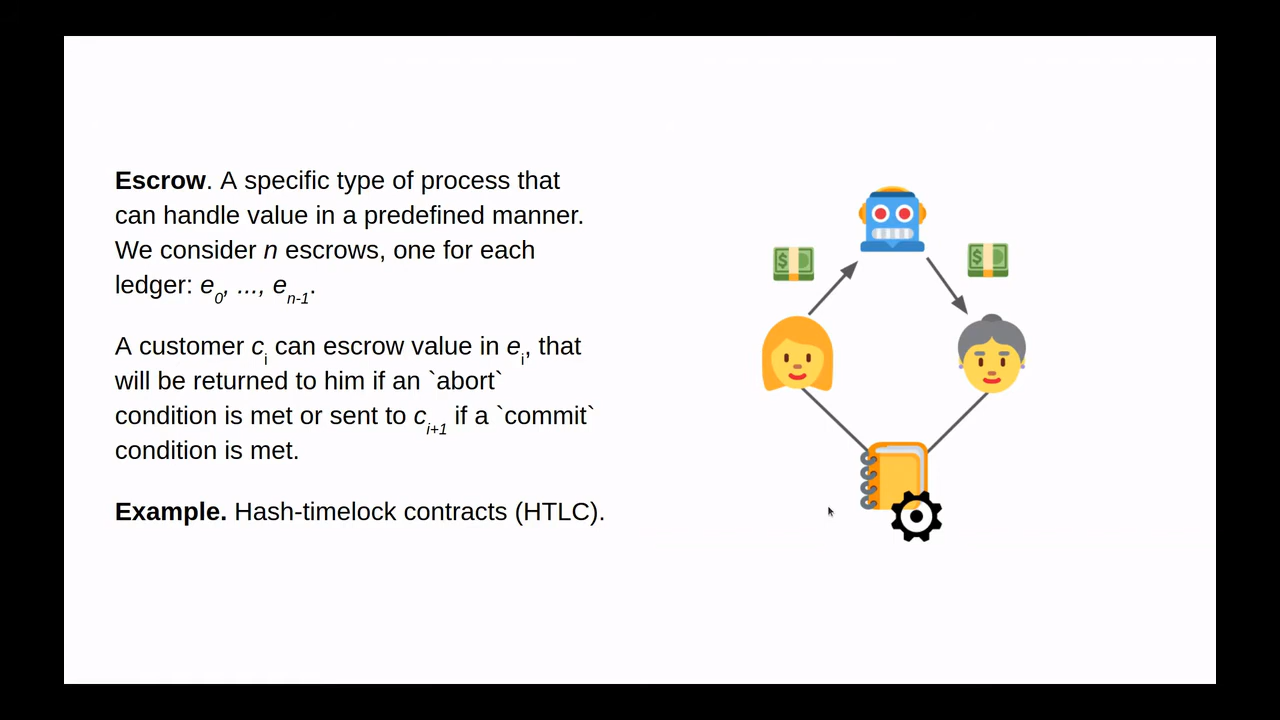 Escrow. A specific type of process that
can handle value in a predefined manner.
We consider n escrows, one for each
ledger: e0, ..., en-1.
A customer ci can escrow value in ei, that
will be returned to him if an `abort`
condition is met or sent to ci+1 if a `commit`
condition is met.
Example. Hash-timelock contracts (HTLC).